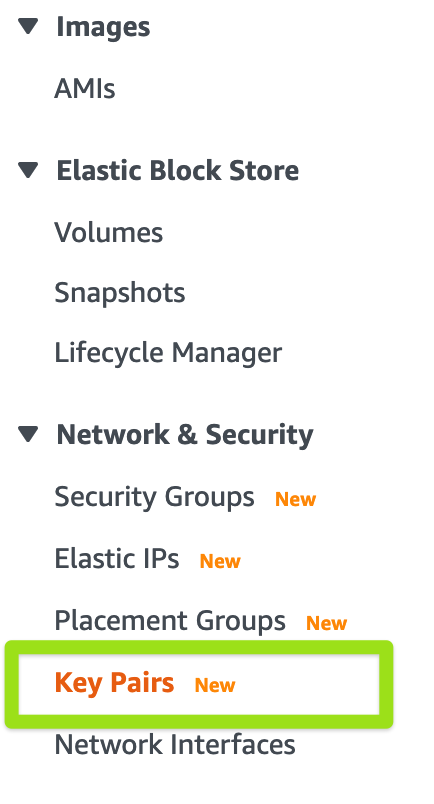 Images
AMIs
Elastic Block Store
Volumes
Snapshots
Lifecycle Manager
Network & Security
Security Groups New
Elastic IPs New
Placement Groups New
Key Pairs New
Network Interfaces